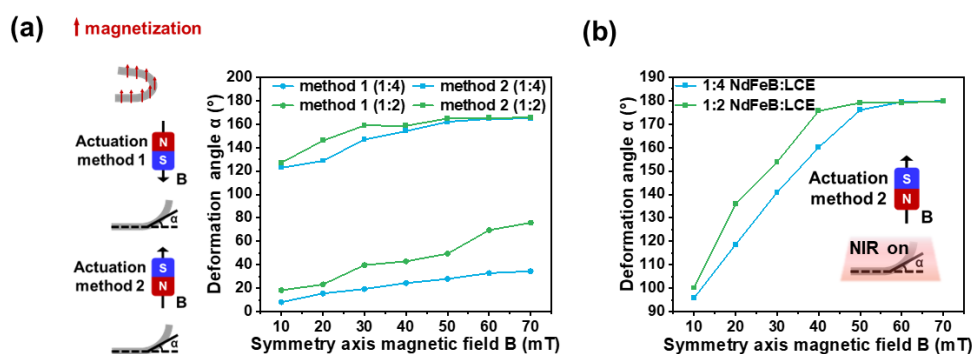 (a)
magnetization
Actuation
method 1
N
S
B
α
Actuation
method 2
S
N
B
α
Deformation angle α (°)
200
180
160
140
120
100
80
60
40
20
0
method 1 (1:4)
method 2 (1:4)
method 1 (1:2)
method 2 (1:2)
10 20 30 40 50 60 70
Symmetry axis magnetic field B (mT)
(b)
Deformation angle α (°)
190
180
170
160
150
140
130
120
110
100
90
1:4 NdFeB:LCE
1:2 NdFeB:LCE
Actuation
method 2
S
N
B
NIR on
α
10 20 30 40 50 60 70
Symmetry axis magnetic field B (mT)